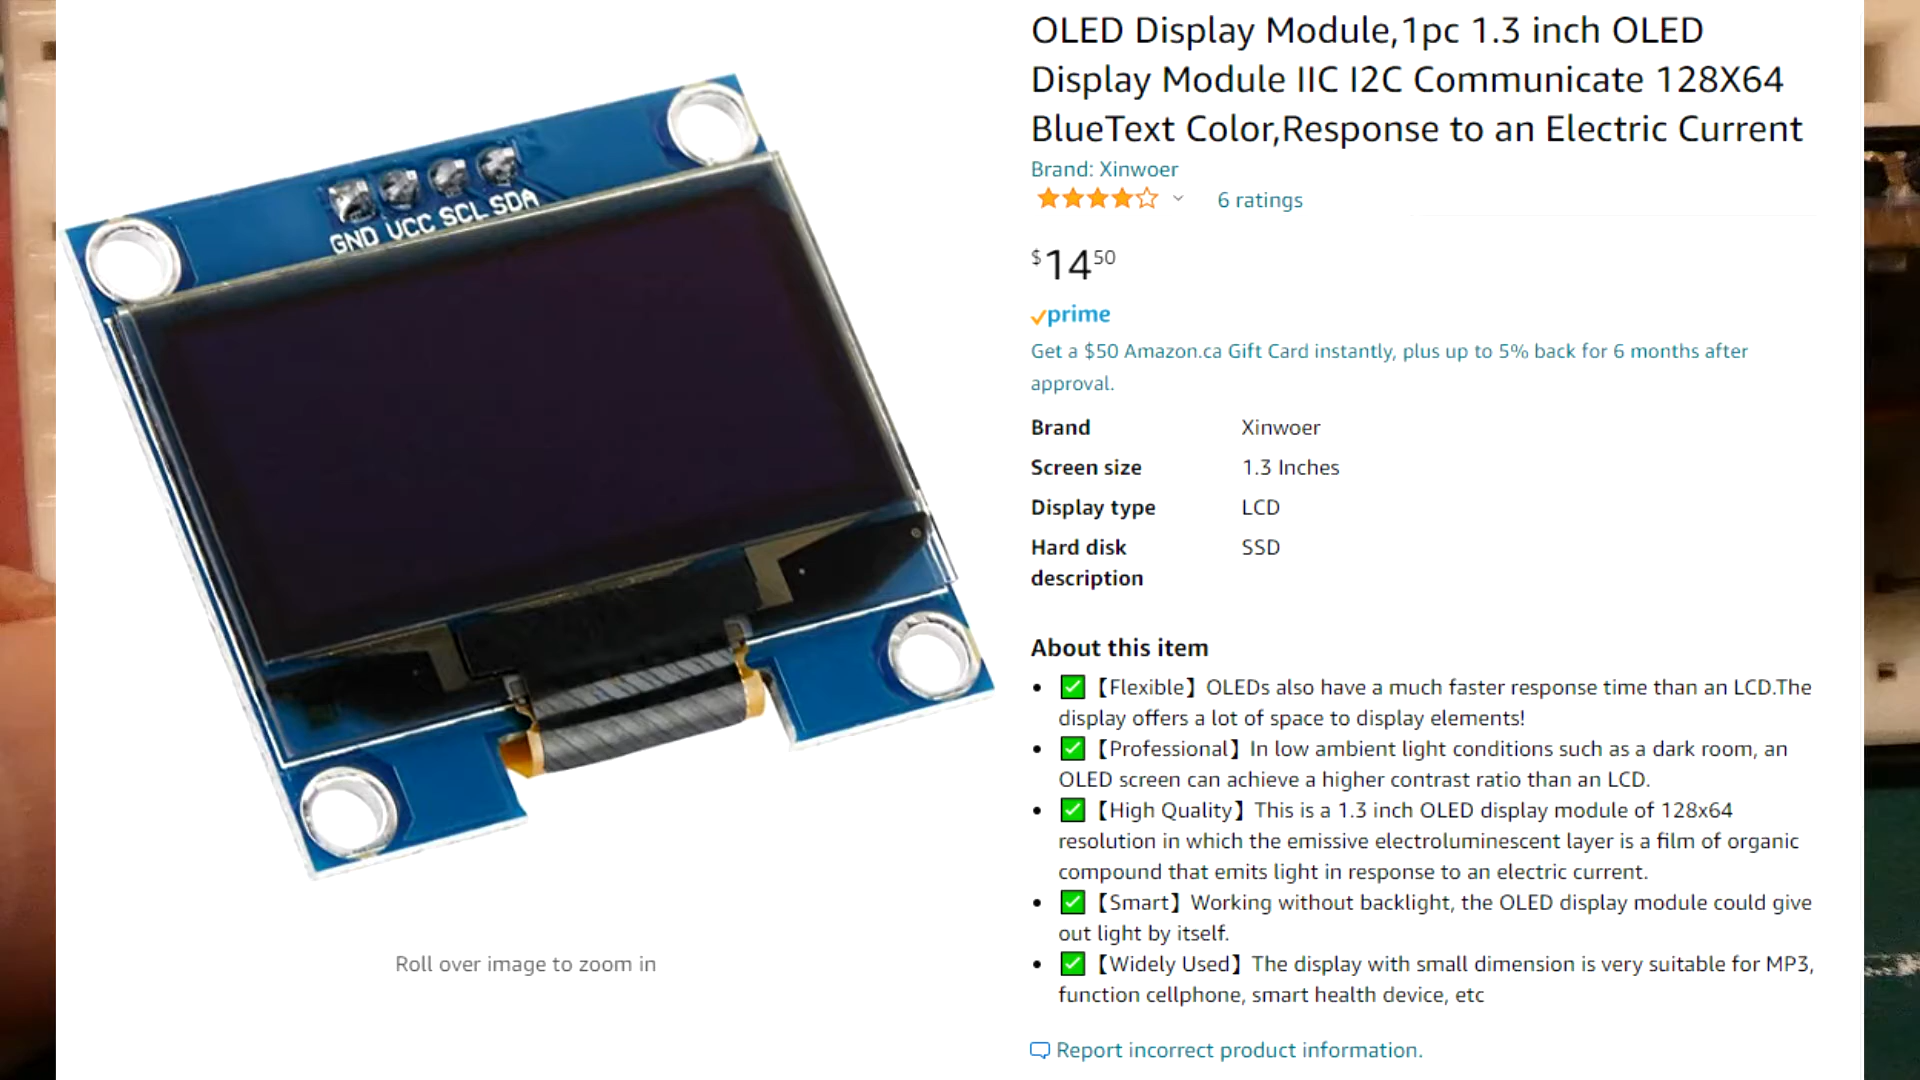 GND VCC SCL SDA
Roll over image to zoom in
OLED Display Module,1pc 1.3 inch OLED
Display Module IIC I2C Communicate 128X64
BlueText Color,Response to an Electric Current
Brand: Xinwoer
6 ratings
$1450
prime
Get a $50 Amazon.ca Gift Card instantly, plus up to 5% back for 6 months after
approval.
Brand Xinwoer
Screen size 1.3 Inches
Display type LCD
Hard disk SSD
description
About this item
• ✅【Flexible】OLEDs also have a much faster response time than an LCD.The
display offers a lot of space to display elements!
• ✅【Professional】In low ambient light conditions such as a dark room, an
OLED screen can achieve a higher contrast ratio than an LCD.
• ✅【High Quality】This is a 1.3 inch OLED display module of 128x64
resolution in which the emissive electroluminescent layer is a film of organic
compound that emits light in response to an electric current.
• ✅【Smart】Working without backlight, the OLED display module could give
out light by itself.
• ✅【Widely Used】The display with small dimension is very suitable for MP3,
function cellphone, smart health device, etc
Report incorrect product information.